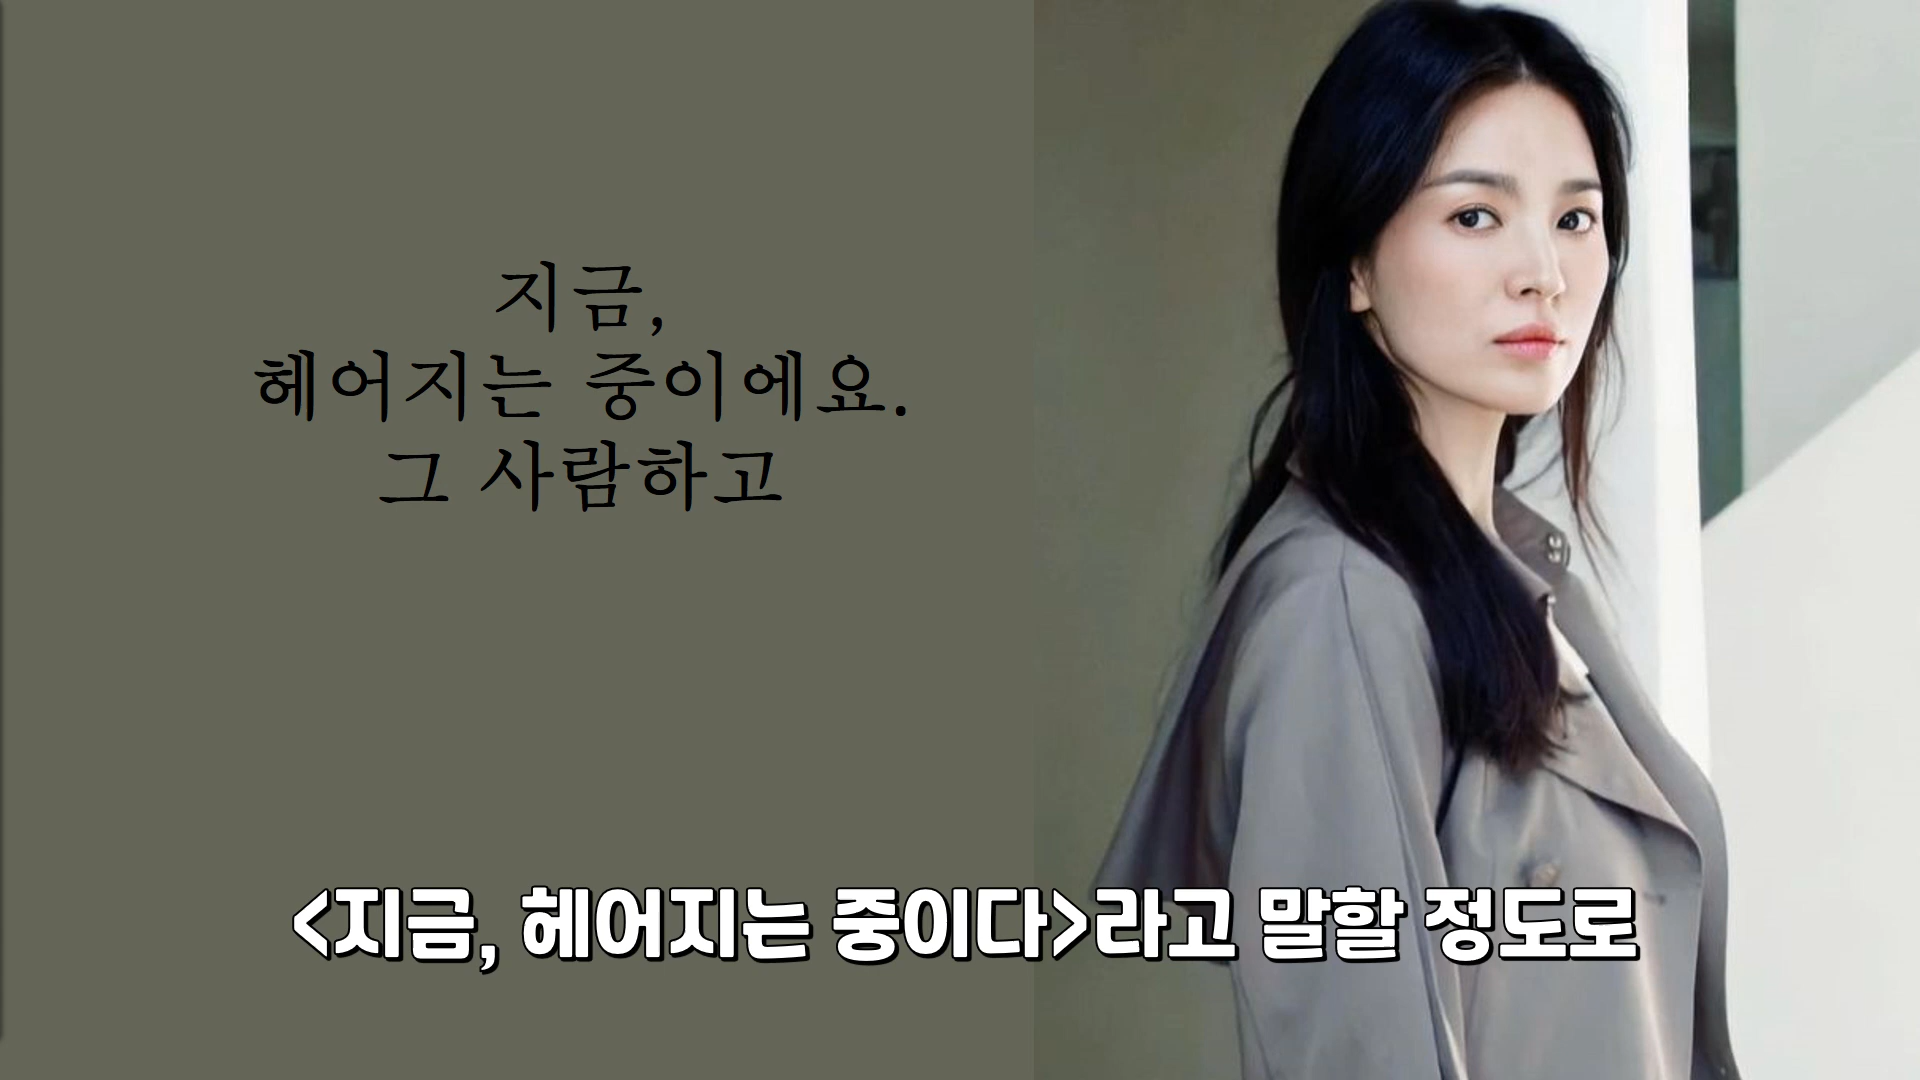 지금,
헤어지는 중이에요.
그 사람하고
<지금, 헤어지는 중이다>라고 말할 정도로